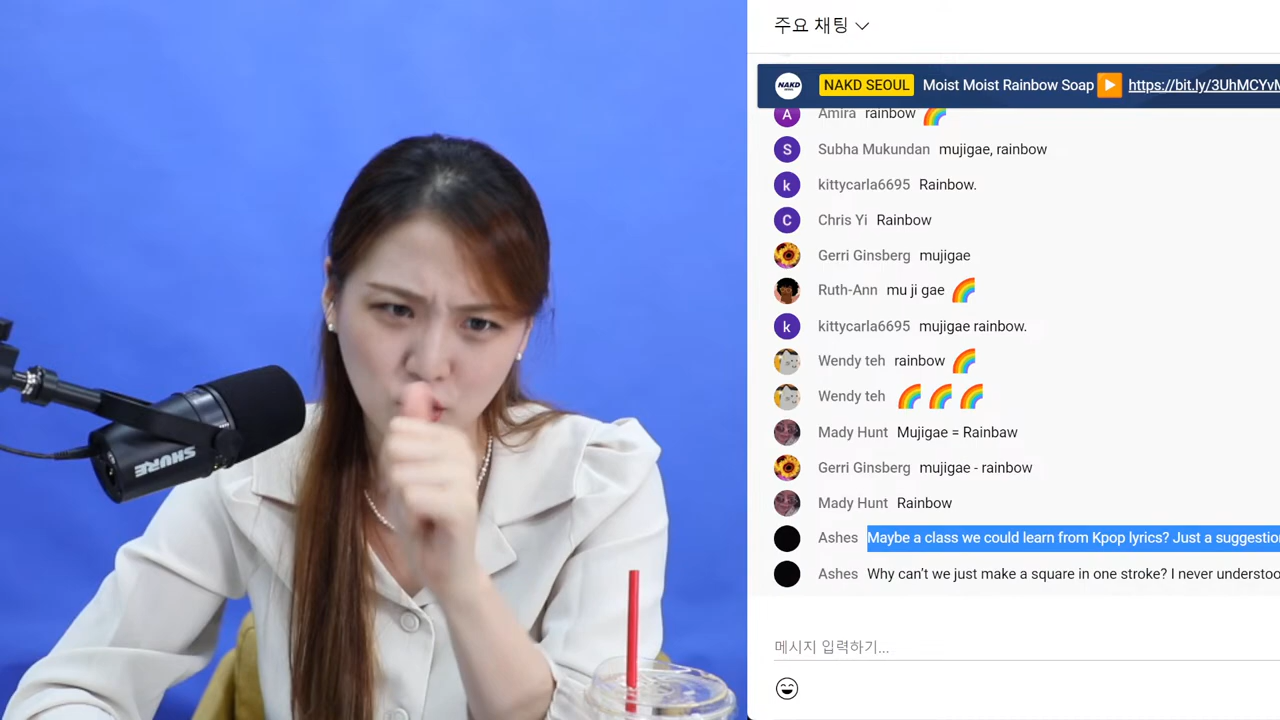 주요 채팅
NAKD SEOUL Moist Moist Rainbow Soap https://bit.ly/3UhMCYvM
Amira rainbow
Subha Mukundan mujigae, rainbow
kittycarla6695 Rainbow.
Chris Yi Rainbow
Gerri Ginsberg mujigae
Ruth-Ann mu ji gae
kittycarla6695 mujigae rainbow.
Wendy teh rainbow
Wendy teh
Mady Hunt Mujigae = Rainbaw
Gerri Ginsberg mujigae - rainbow
Mady Hunt Rainbow
Ashes Maybe a class we could learn from Kpop lyrics? Just a suggestion
Ashes Why can't we just make a square in one stroke? I never understoo
메시지 입력하기...
SHURE